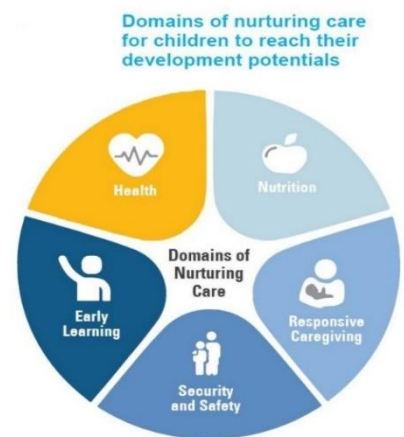 Domains of nurturing care
for children to reach their
development potentials
Health
Nutrition
Domains of
Nurturing
Care
Early
Learning
Responsive
Caregiving
Security
and Safety